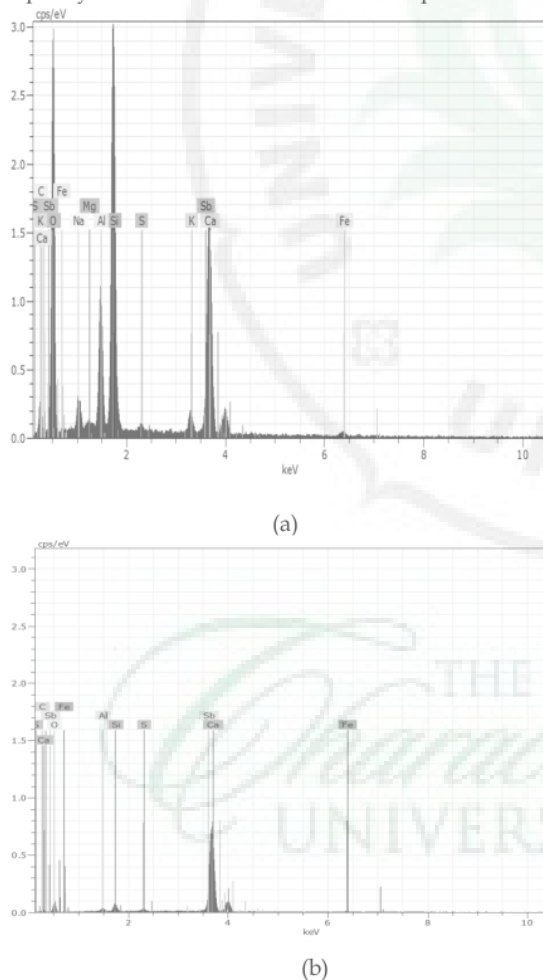 cps/eV
3.0
C Fe
S Sb Mg Sb
K O Na Al Si S K Ca Fe
Ca
2.5
2.0
1.5
1.0
0.5
0.0
2 4 6 8 10
keV
(a)
cps/eV
3.0
2.5
THE
2.0
C Fe
Sb Al Sb
O Si S Ca Fe
Ca
1.5
UNIVERS
1.0
0.5
0.0
2 4 6 8 10
keV
(b)